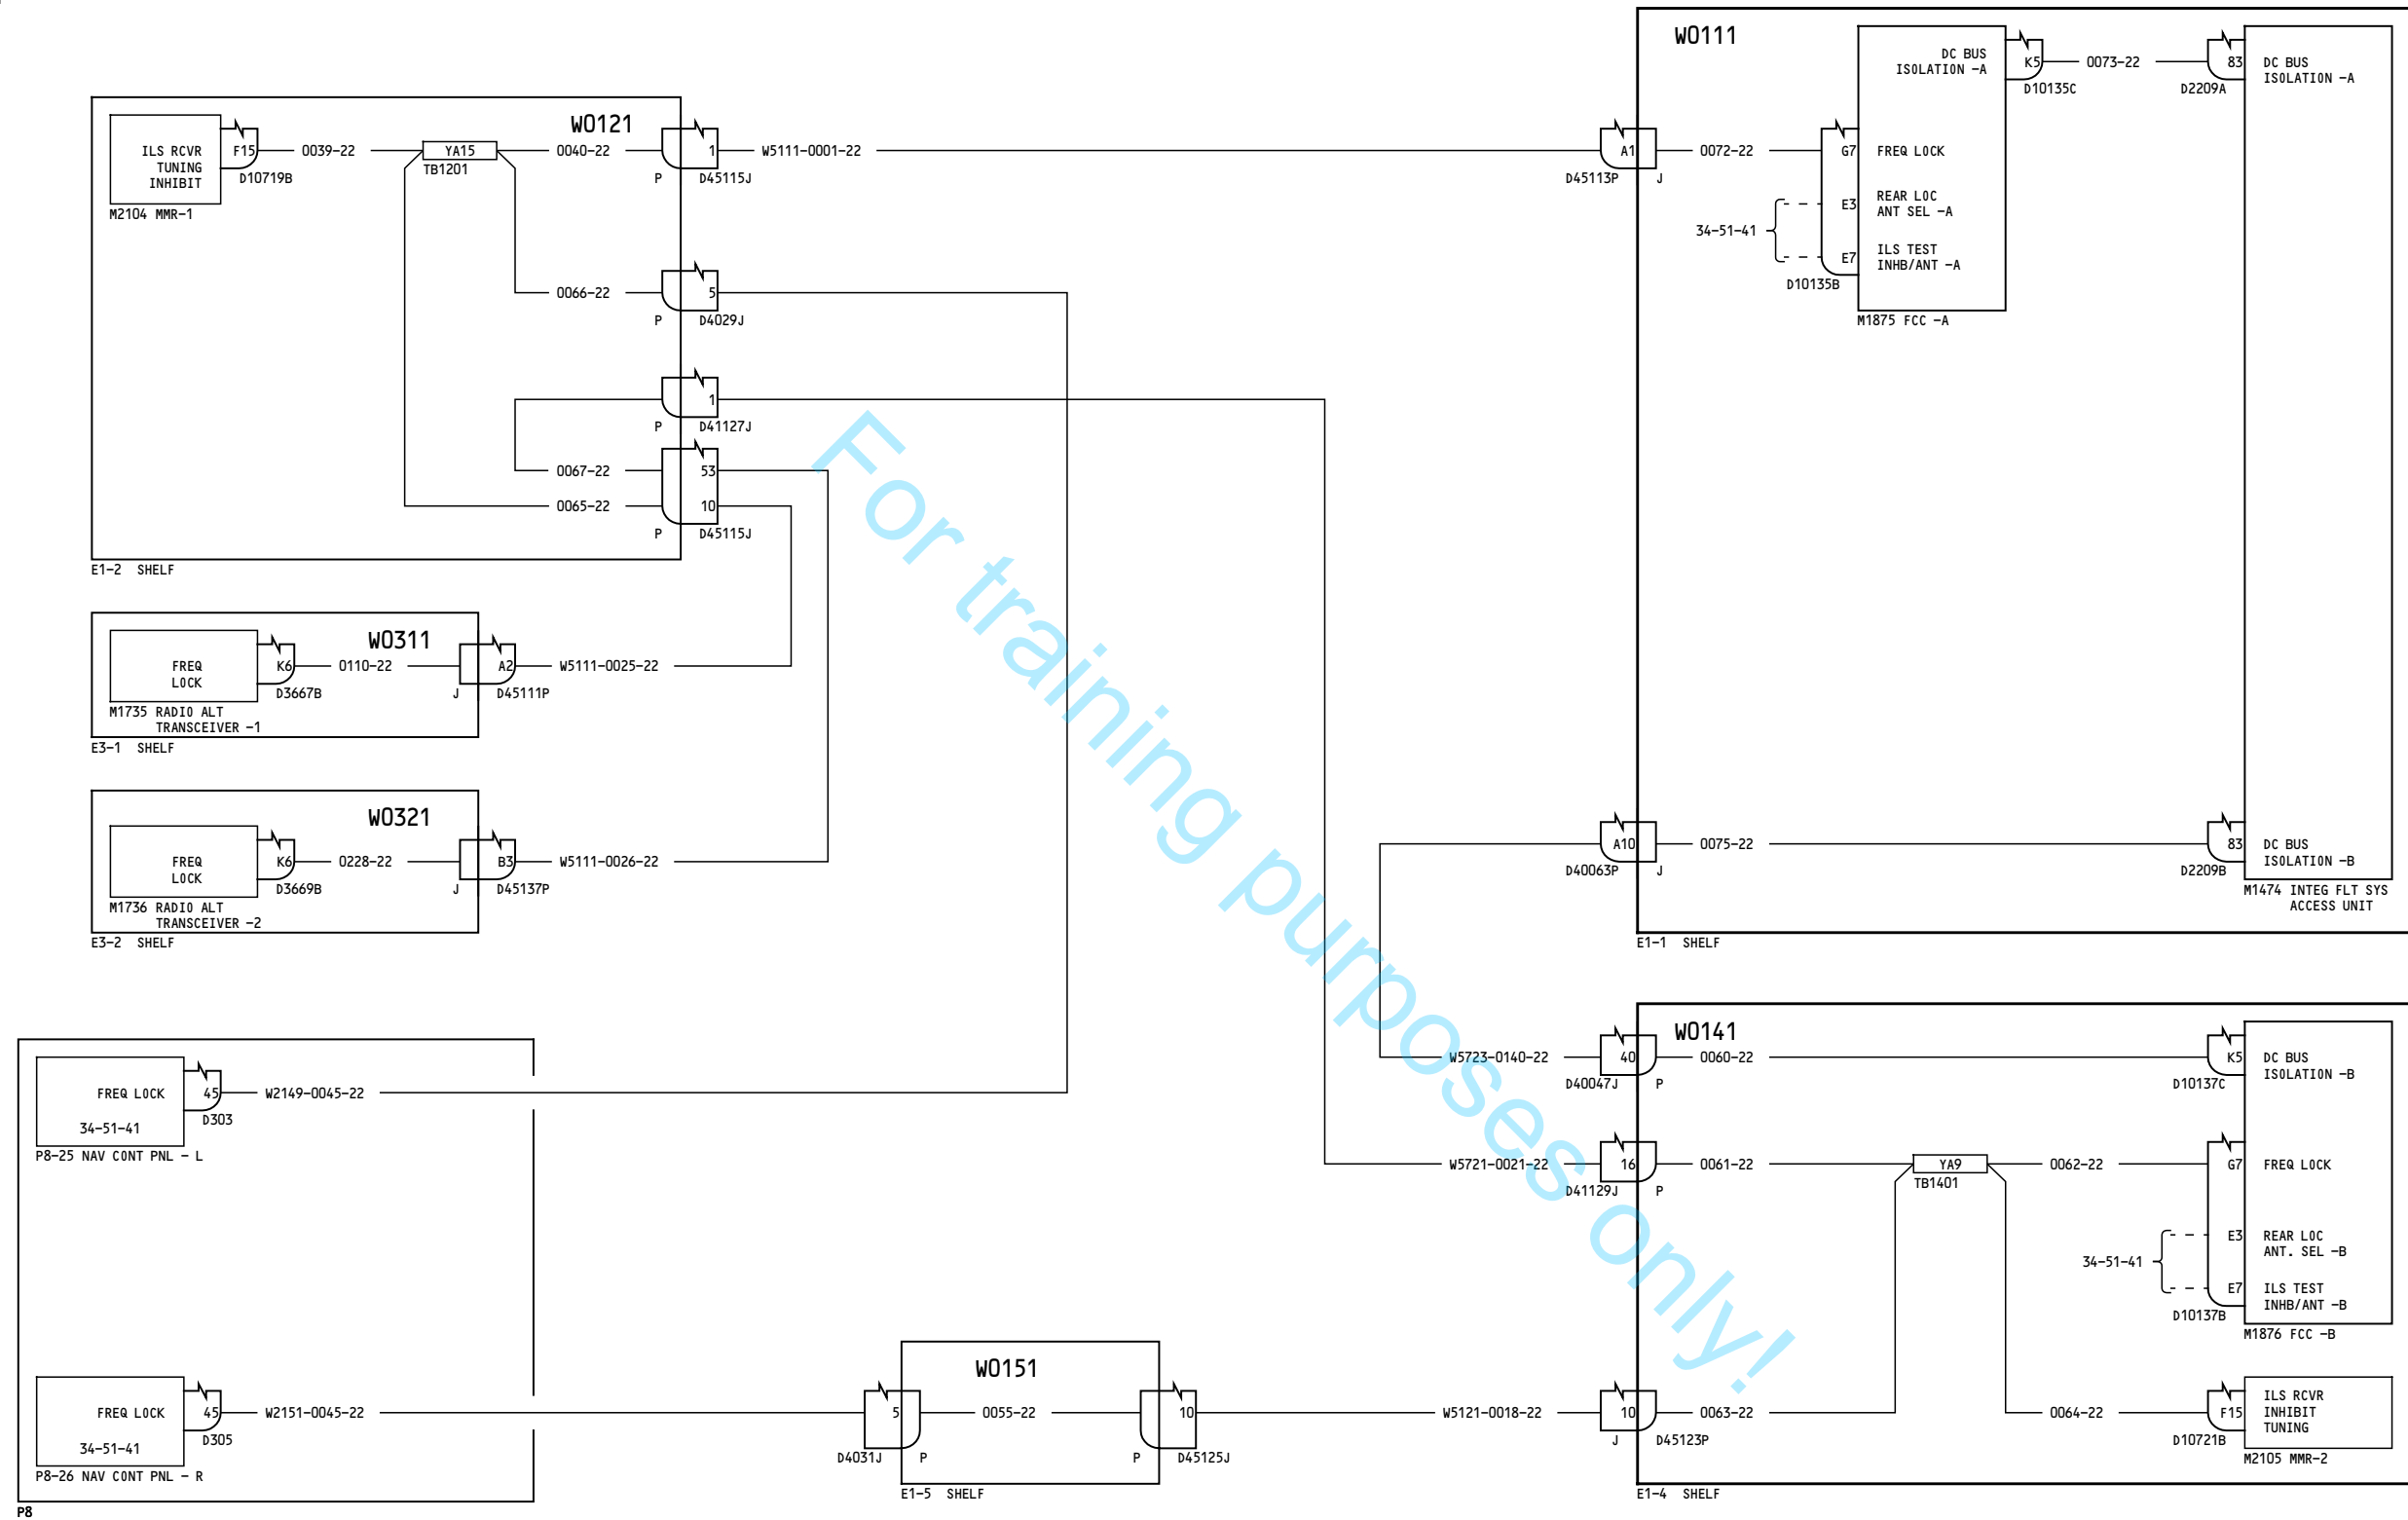 W0121
ILS RCVR
TUNING
INHIBIT
F15
D10719B
M2104 MMR-1
0039-22
YA15
TB1201
0040-22
P
1
D45115J
W5111-0001-22
0066-22
P
5
D4029J
1
P
D41127J
0067-22
53
0065-22
10
P
D45115J
E1-2 SHELF
W0311
FREQ
LOCK
K6
D3667B
0110-22
J
A2
D45111P
W5111-0025-22
M1735 RADIO ALT
TRANSCEIVER -1
E3-1 SHELF
W0321
FREQ
LOCK
K6
D3669B
0228-22
J
B3
D45137P
W5111-0026-22
M1736 RADIO ALT
TRANSCEIVER -2
E3-2 SHELF
FREQ LOCK
34-51-41
45
D303
W2149-0045-22
P8-25 NAV CONT PNL - L
FREQ LOCK
34-51-41
45
D305
W2151-0045-22
P8-26 NAV CONT PNL - R
P8
W0151
5
D4031J
P
0055-22
P
10
D45125J
E1-5 SHELF
W5121-0018-22
W0111
DC BUS
ISOLATION -A
K5
D10135C
0073-22
83
D2209A
DC BUS
ISOLATION -A
A1
D45113P
J
0072-22
G7
FREQ LOCK
E3
REAR LOC
ANT SEL -A
34-51-41
E7
ILS TEST
INHB/ANT -A
D10135B
M1875 FCC -A
A10
D40063P
J
0075-22
83
D2209B
DC BUS
ISOLATION -B
M1474 INTEG FLT SYS
ACCESS UNIT
E1-1 SHELF
W0141
W5723-0140-22
40
D40047J
P
0060-22
K5
D10137C
DC BUS
ISOLATION -B
W5721-0021-22
16
D41129J
P
0061-22
YA9
TB1401
0062-22
G7
FREQ LOCK
E3
REAR LOC
ANT. SEL -B
34-51-41
E7
ILS TEST
INHB/ANT -B
D10137B
M1876 FCC -B
10
J
D45123P
0063-22
0064-22
F15
D10721B
ILS RCVR
INHIBIT
TUNING
M2105 MMR-2
E1-4 SHELF
For training purposes only!